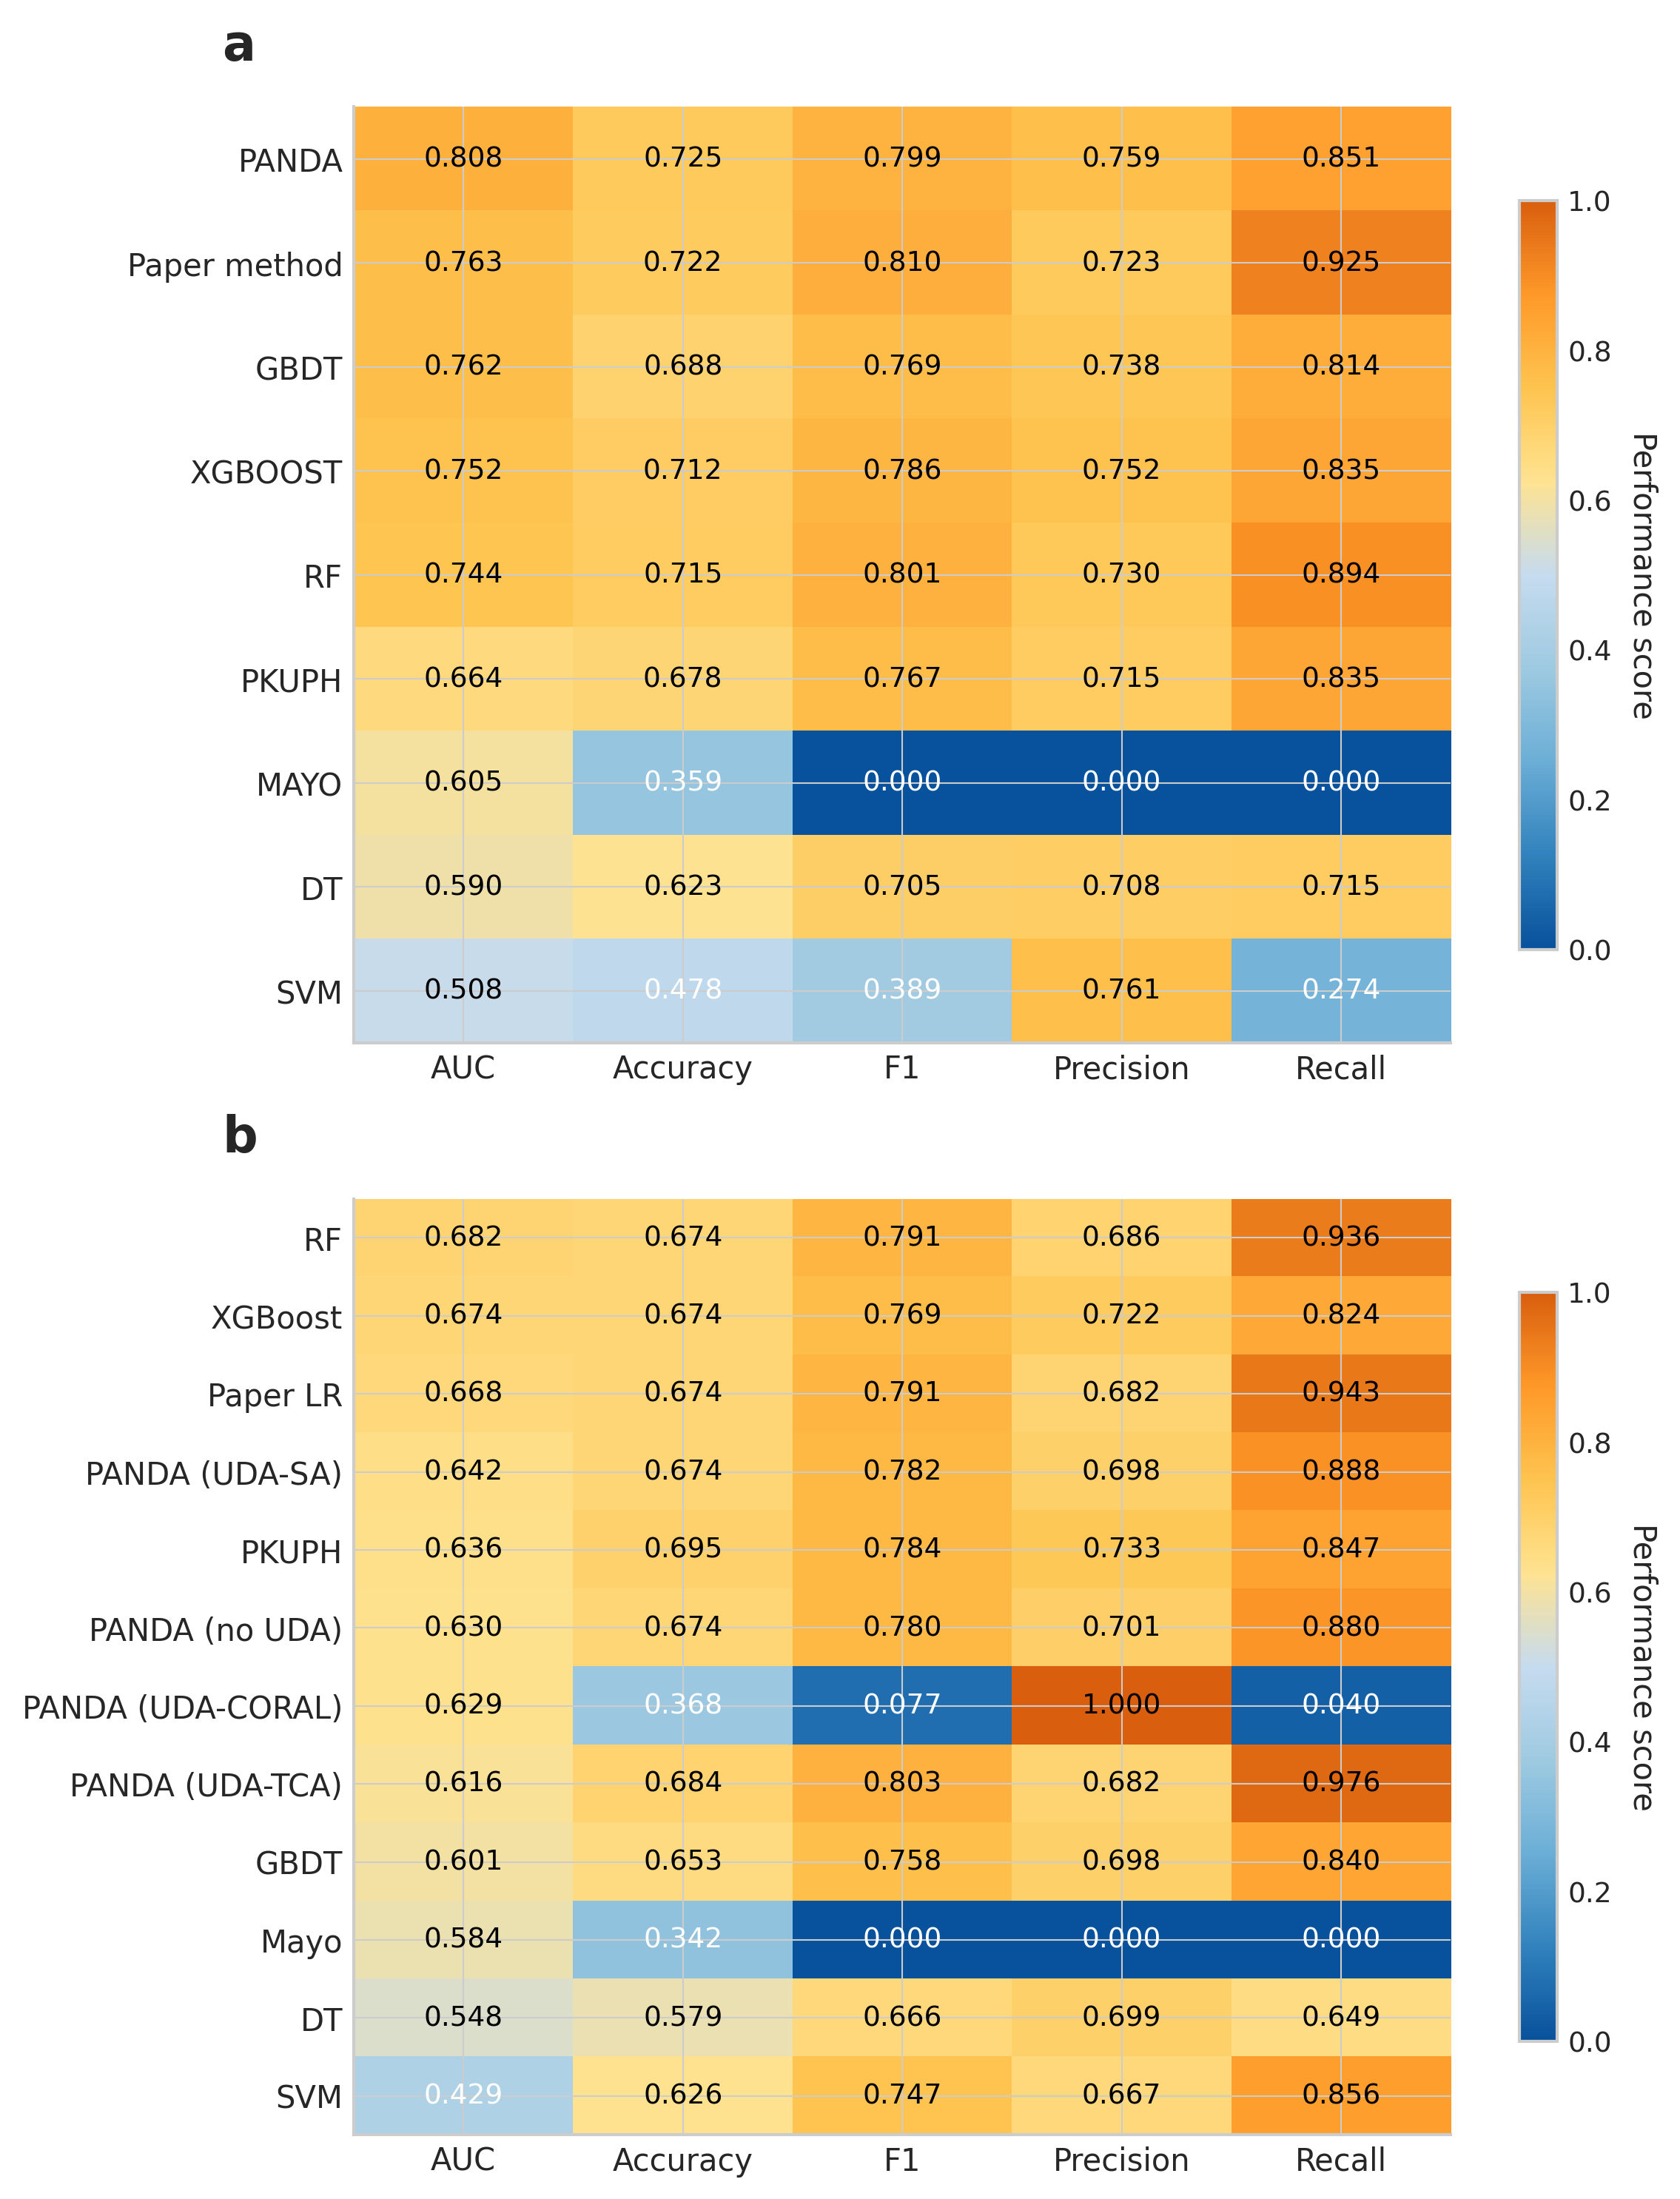 a
PANDA 0.808 0.725 0.799 0.759 0.851
Paper method 0.763 0.722 0.810 0.723 0.925
GBDT 0.762 0.688 0.769 0.738 0.814
XGBOOST 0.752 0.712 0.786 0.752 0.835
RF 0.744 0.715 0.801 0.730 0.894
PKUPH 0.664 0.678 0.767 0.715 0.835
MAYO 0.605 0.359 0.000 0.000 0.000
DT 0.590 0.623 0.705 0.708 0.715
SVM 0.508 0.478 0.389 0.761 0.274
AUC Accuracy F1 Precision Recall
1.0
0.8
0.6
0.4
0.2
0.0
Performance score
b
RF 0.682 0.674 0.791 0.686 0.936
XGBoost 0.674 0.674 0.769 0.722 0.824
Paper LR 0.668 0.674 0.791 0.682 0.943
PANDA (UDA-SA) 0.642 0.674 0.782 0.698 0.888
PKUPH 0.636 0.695 0.784 0.733 0.847
PANDA (no UDA) 0.630 0.674 0.780 0.701 0.880
PANDA (UDA-CORAL) 0.629 0.368 0.077 1.000 0.040
PANDA (UDA-TCA) 0.616 0.684 0.803 0.682 0.976
GBDT 0.601 0.653 0.758 0.698 0.840
Mayo 0.584 0.342 0.000 0.000 0.000
DT 0.548 0.579 0.666 0.699 0.649
SVM 0.429 0.626 0.747 0.667 0.856
AUC Accuracy F1 Precision Recall
1.0
0.8
0.6
0.4
0.2
0.0
Performance score